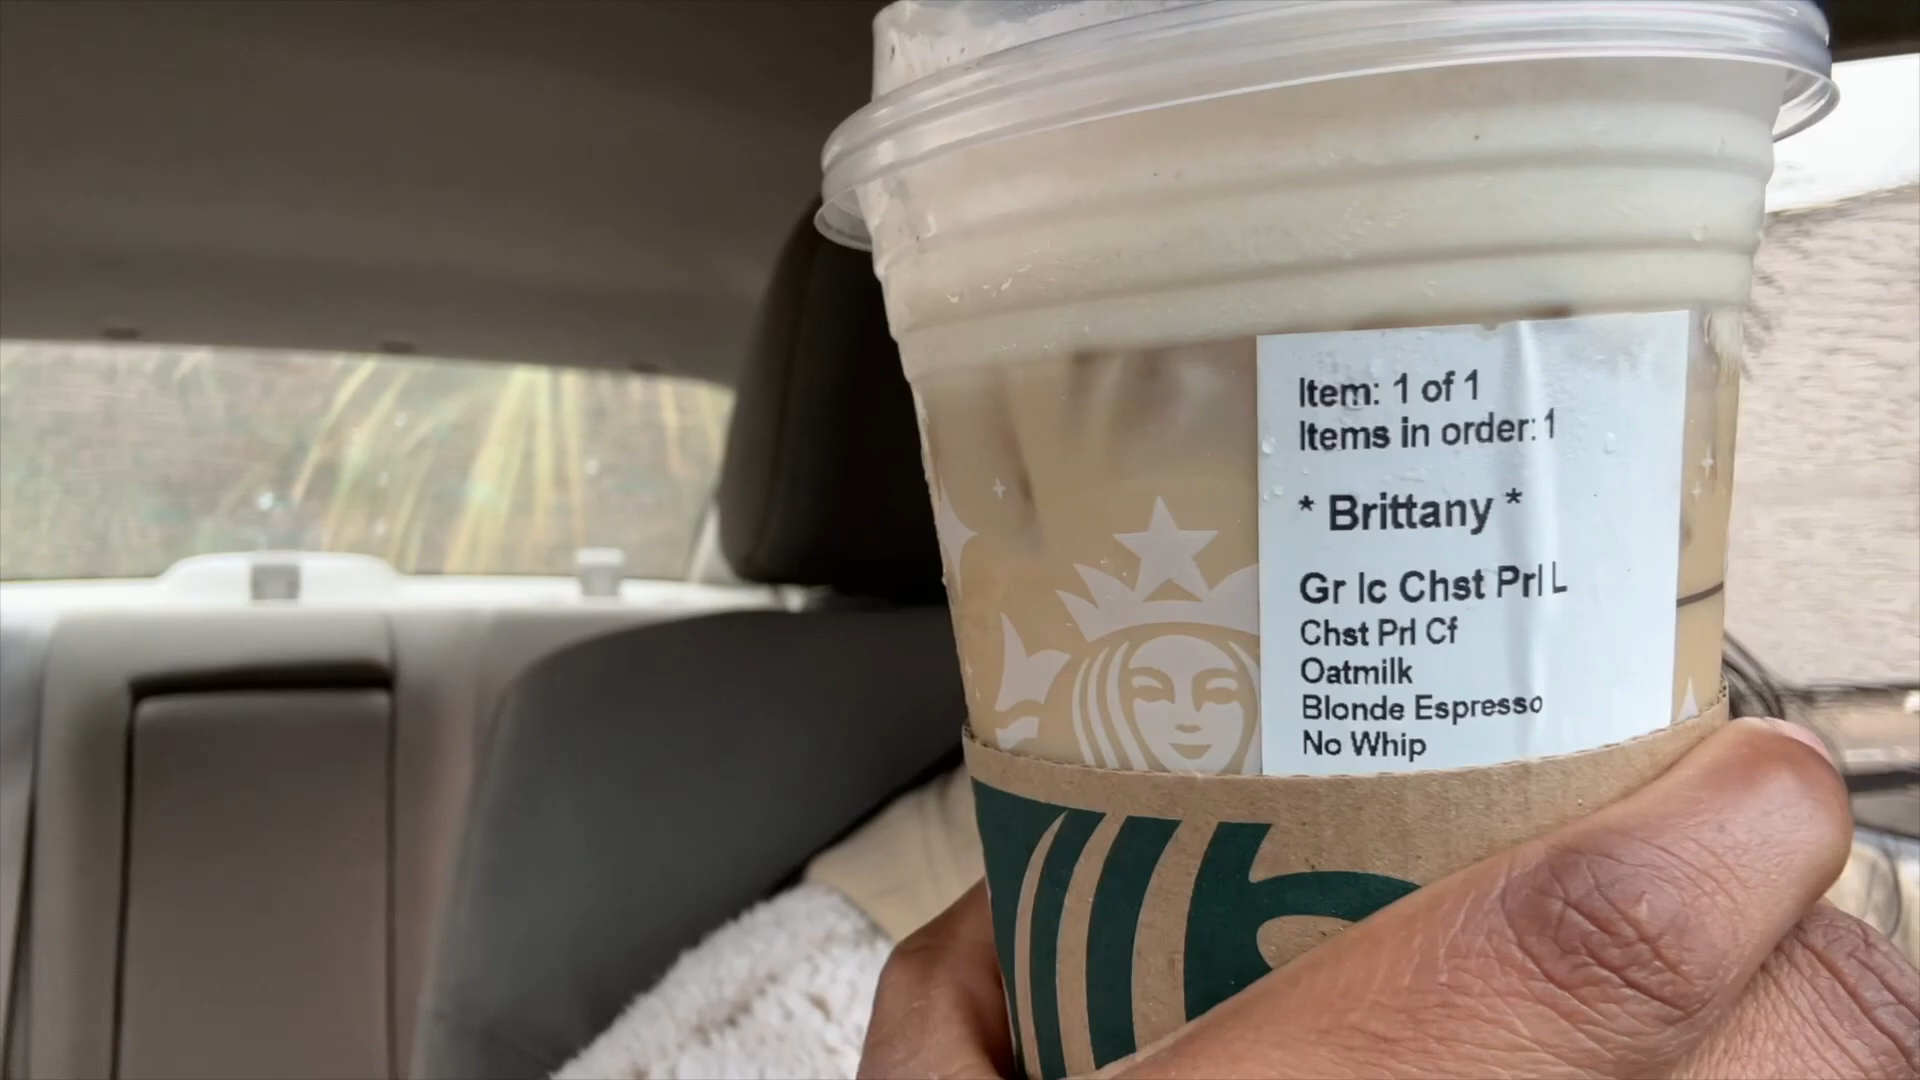 Item: 1 of 1
Items in order: 1
* Brittany *
Gr Ic Chst Prl L
Chst Prl Cf
Oatmilk
Blonde Espresso
No Whip